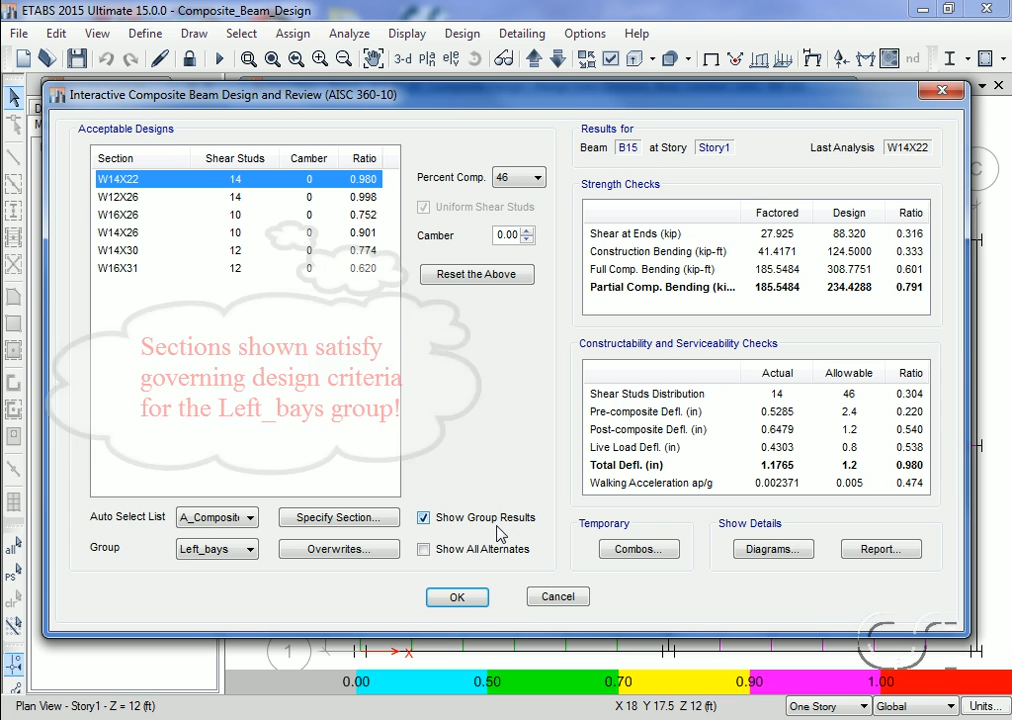 ETABS 2015 Ultimate 15.0.0 - Composite_Beam_Design
File Edit View Define Draw Select Assign Analyze Display Design Detailing Options Help
3-d plå elę nd
Interactive Composite Beam Design and Review (AISC 360-10)
Acceptable Designs
Section Shear Studs Camber Ratio
W14X22 14 0 0.980
W12X26 14 0 0.998
W16X26 10 0 0.752
W14X26 10 0 0.901
W14X30 12 0 0.774
W16X31 12 0 0.620
Percent Comp. 46
Uniform Shear Studs
Camber 0.00
Reset the Above
Sections shown satisfy
governing design criteria
for the Left_bays group!
Auto Select List A_Composit Specify Section...
Group Left_bays Overwrites...
Show Group Results
Show All Alternates
Results for
Beam B15 at Story Story1 Last Analysis W14X22
Strength Checks
Factored Design Ratio
Shear at Ends (kip) 27.925 88.320 0.316
Construction Bending (kip-ft) 41.4171 124.5000 0.333
Full Comp. Bending (kip-ft) 185.5484 308.7751 0.601
Partial Comp. Bending (ki... 185.5484 234.4288 0.791
Constructability and Serviceability Checks
Actual Allowable Ratio
Shear Studs Distribution 14 46 0.304
Pre-composite Defl. (in) 0.5285 2.4 0.220
Post-composite Defl. (in) 0.6479 1.2 0.540
Live Load Defl. (in) 0.4303 0.8 0.538
Total Defl. (in) 1.1765 1.2 0.980
Walking Acceleration ap/g 0.002371 0.005 0.474
Temporary
Combos...
Show Details
Diagrams... Report...
OK Cancel
all
PS
clr
C
1 X
0.00 0.50 0.70 0.90 1.00
Plan View - Story1 - Z = 12 (ft) X 18 Y 17.5 Z 12 (ft) One Story Global Units...